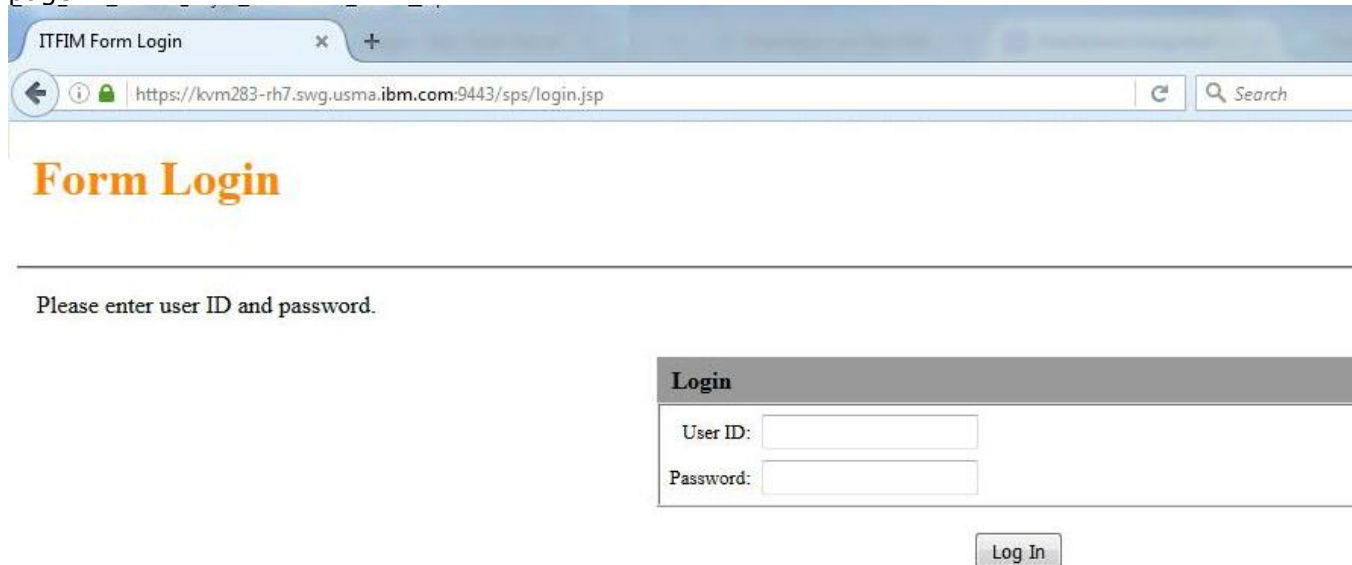 ITFIM Form Login
https://kvm283-rh7.swg.usma.ibm.com:9443/sps/login.jsp
Search
Form Login
Please enter user ID and password.
Login
User ID:
Password:
Log In